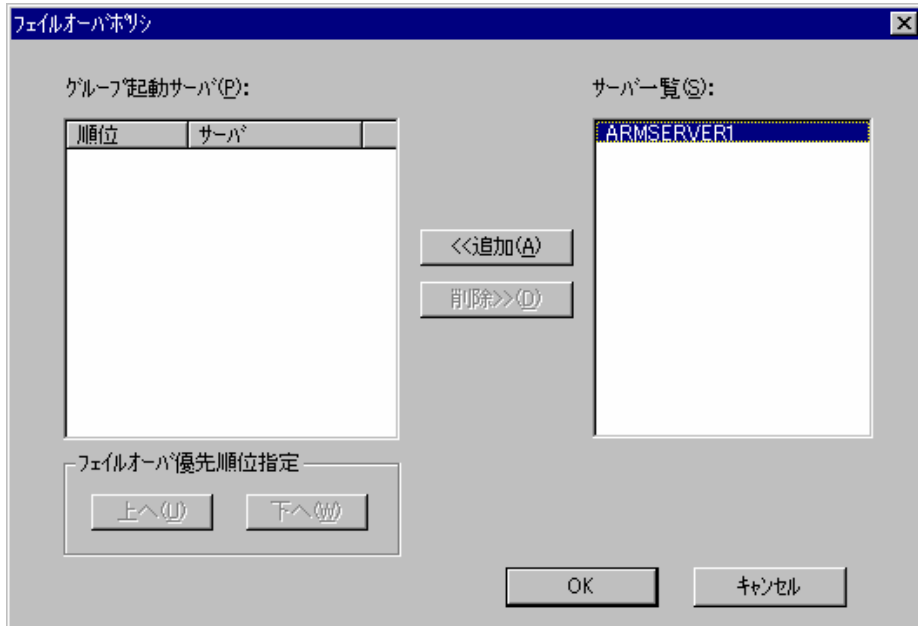 ﾌｪｲﾙｵｰﾊﾞﾎﾟﾘｼ
ｸﾞﾙｰﾌﾟ起動ｻｰﾊﾞ(P):
順位 ｻｰﾊﾞ
<<追加(A)
削除>>(D)
ｻｰﾊﾞ一覧(S):
ARMSERVER1
ﾌｪｲﾙｵｰﾊﾞ優先順位指定
上へ(U) 下へ(W)
OK ｷｬﾝｾﾙ